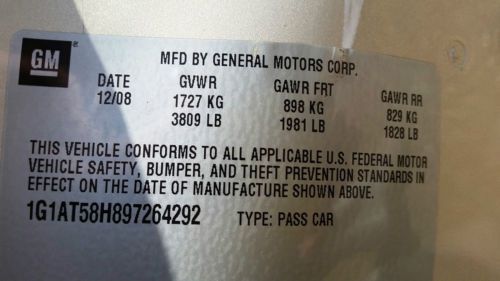 GM
MFD BY GENERAL MOTORS CORP.
DATE GVWR GAWR FRT GAWR RR
12/08 1727 KG 898 KG 829 KG
3809 LB 1981 LB 1828 LB
THIS VEHICLE CONFORMS TO ALL APPLICABLE U.S. FEDERAL MOTOR
VEHICLE SAFETY, BUMPER, AND THEFT PREVENTION STANDARDS IN
EFFECT ON THE DATE OF MANUFACTURE SHOWN ABOVE.
1G1AT58H897264292 TYPE: PASS CAR